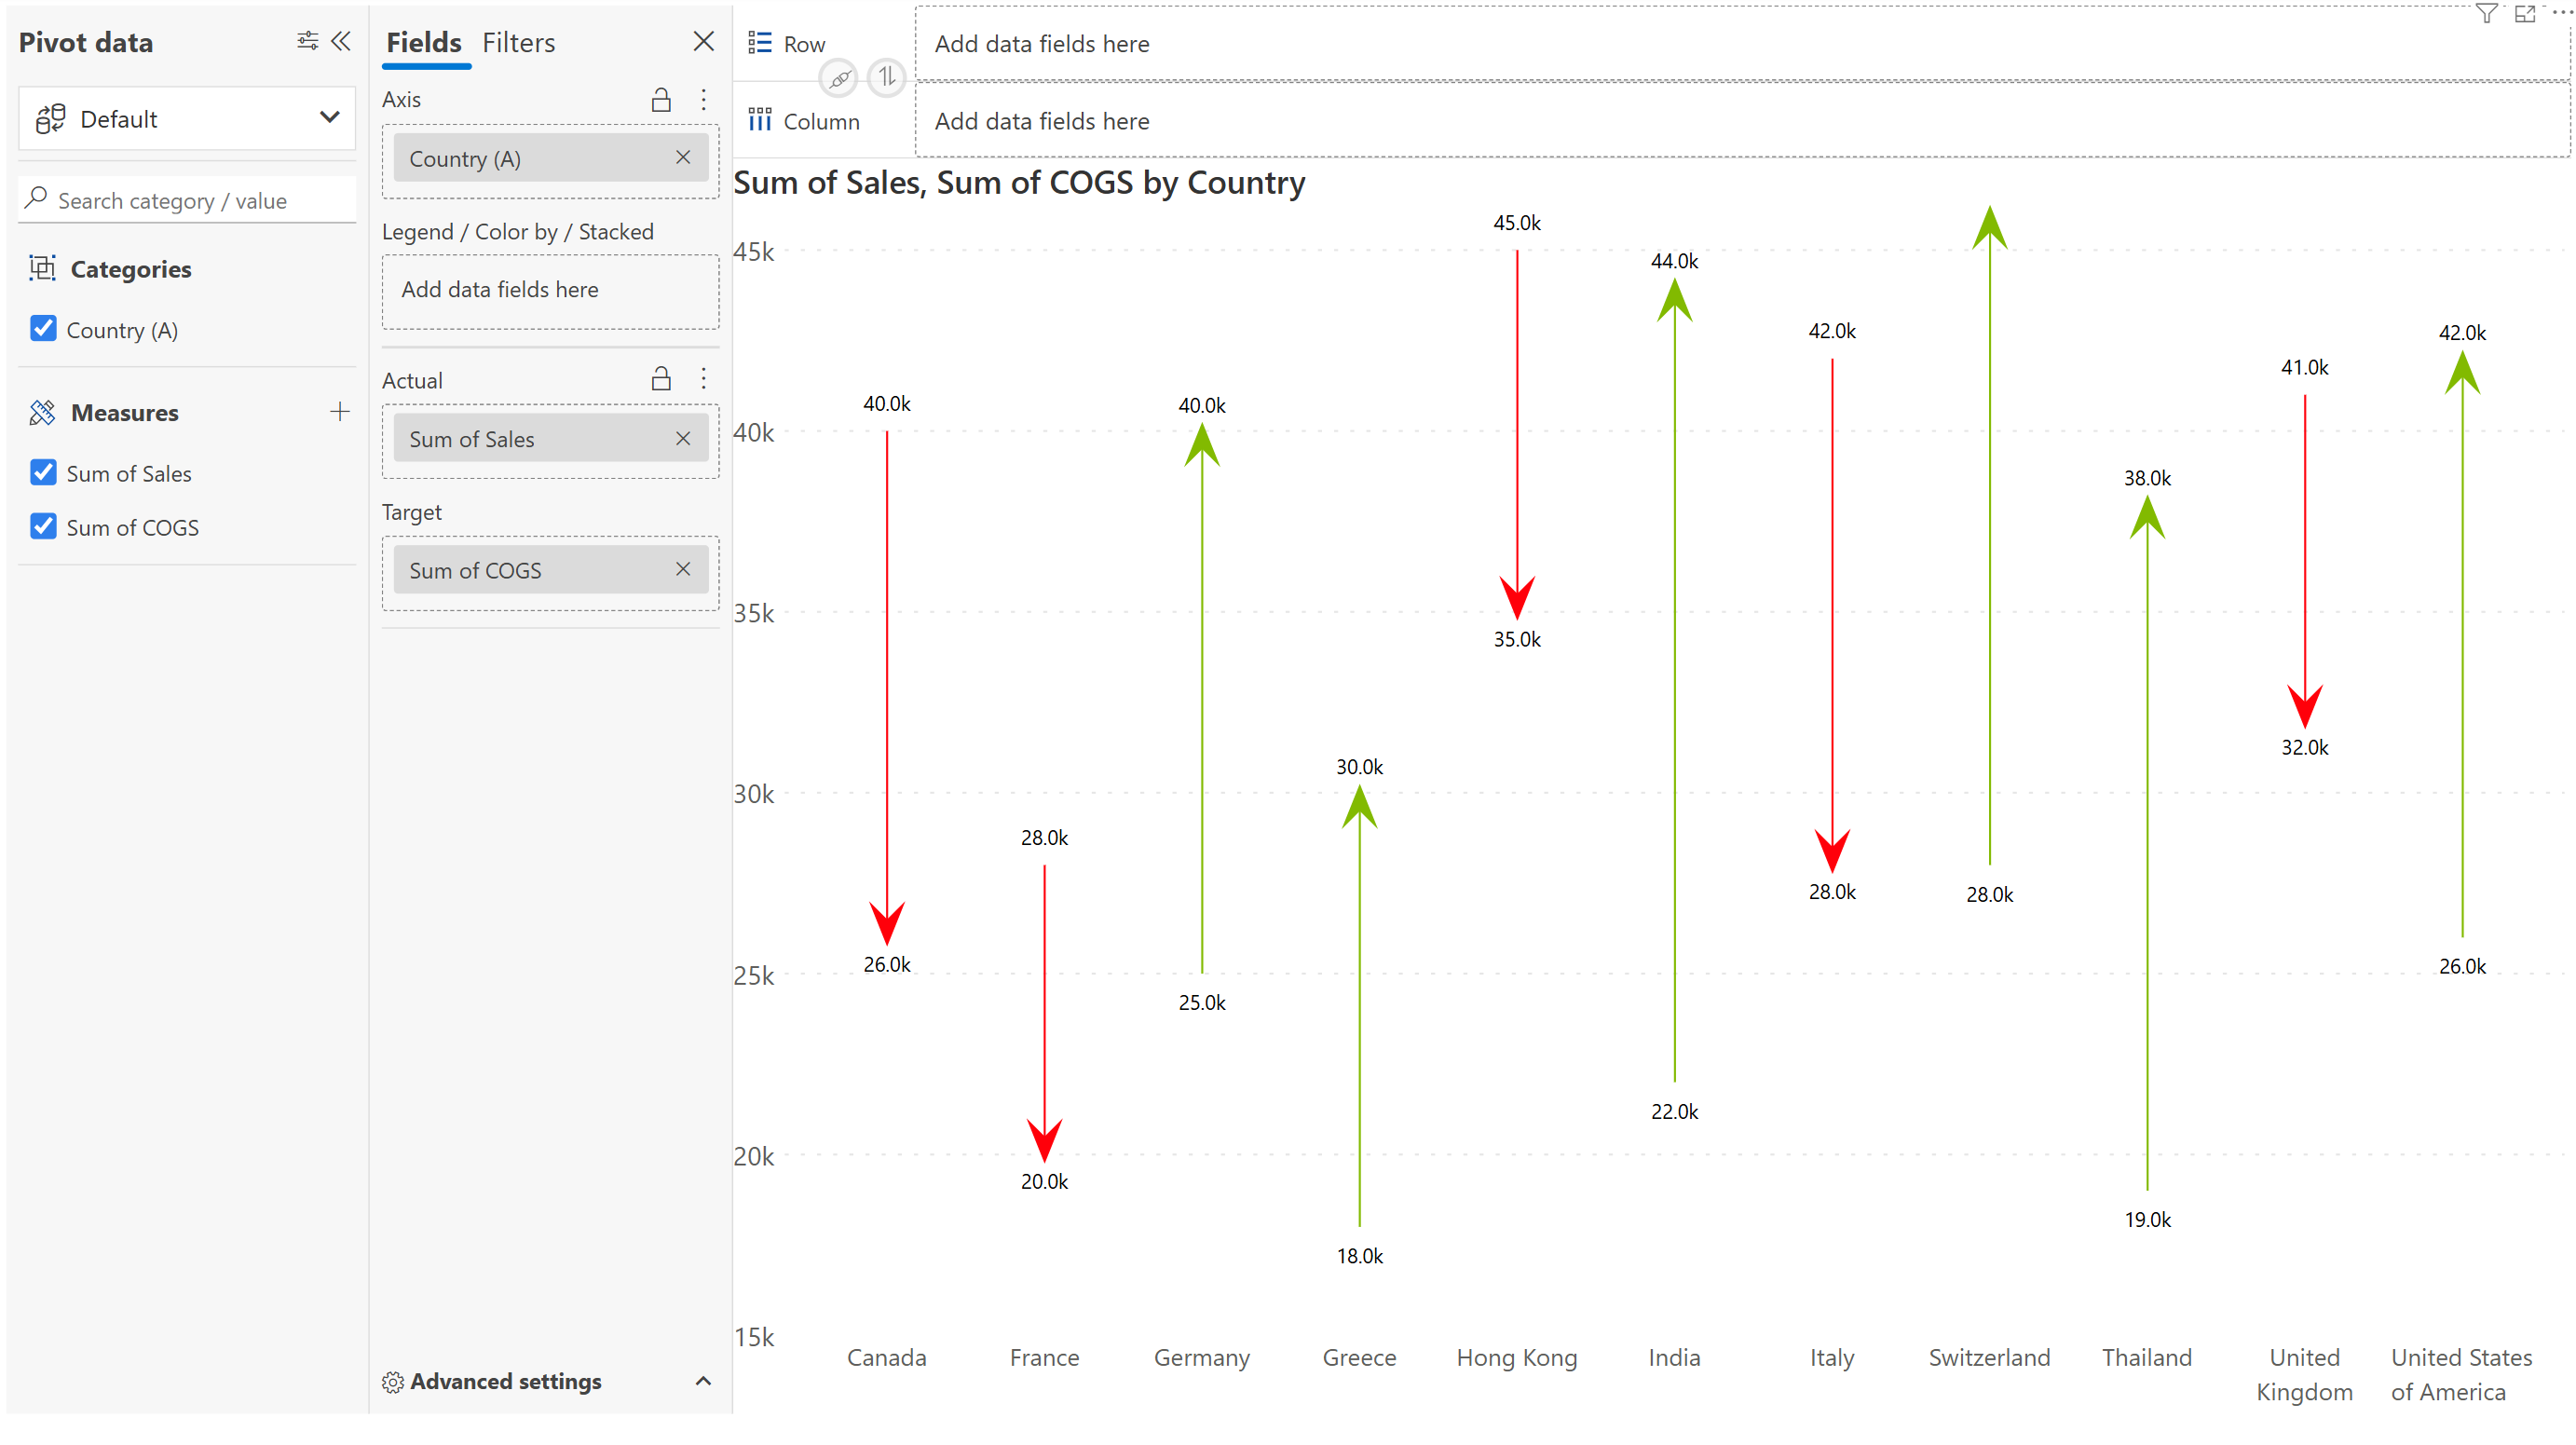 Pivot data
Default
Search category / value
Categories
Country (A)
Measures
Sum of Sales
Sum of COGS
Fields
Filters
Axis
Country (A)
Legend / Color by / Stacked
Add data fields here
Actual
Sum of Sales
Target
Sum of COGS
Advanced settings
Row
Add data fields here
Column
Add data fields here
Sum of Sales, Sum of COGS by Country
45k
40k
35k
30k
25k
20k
15k
40.0k
26.0k
28.0k
20.0k
40.0k
25.0k
30.0k
18.0k
45.0k
35.0k
44.0k
22.0k
42.0k
28.0k
28.0k
38.0k
19.0k
41.0k
32.0k
42.0k
26.0k
Canada
France
Germany
Greece
Hong Kong
India
Italy
Switzerland
Thailand
United
Kingdom
United States
of America